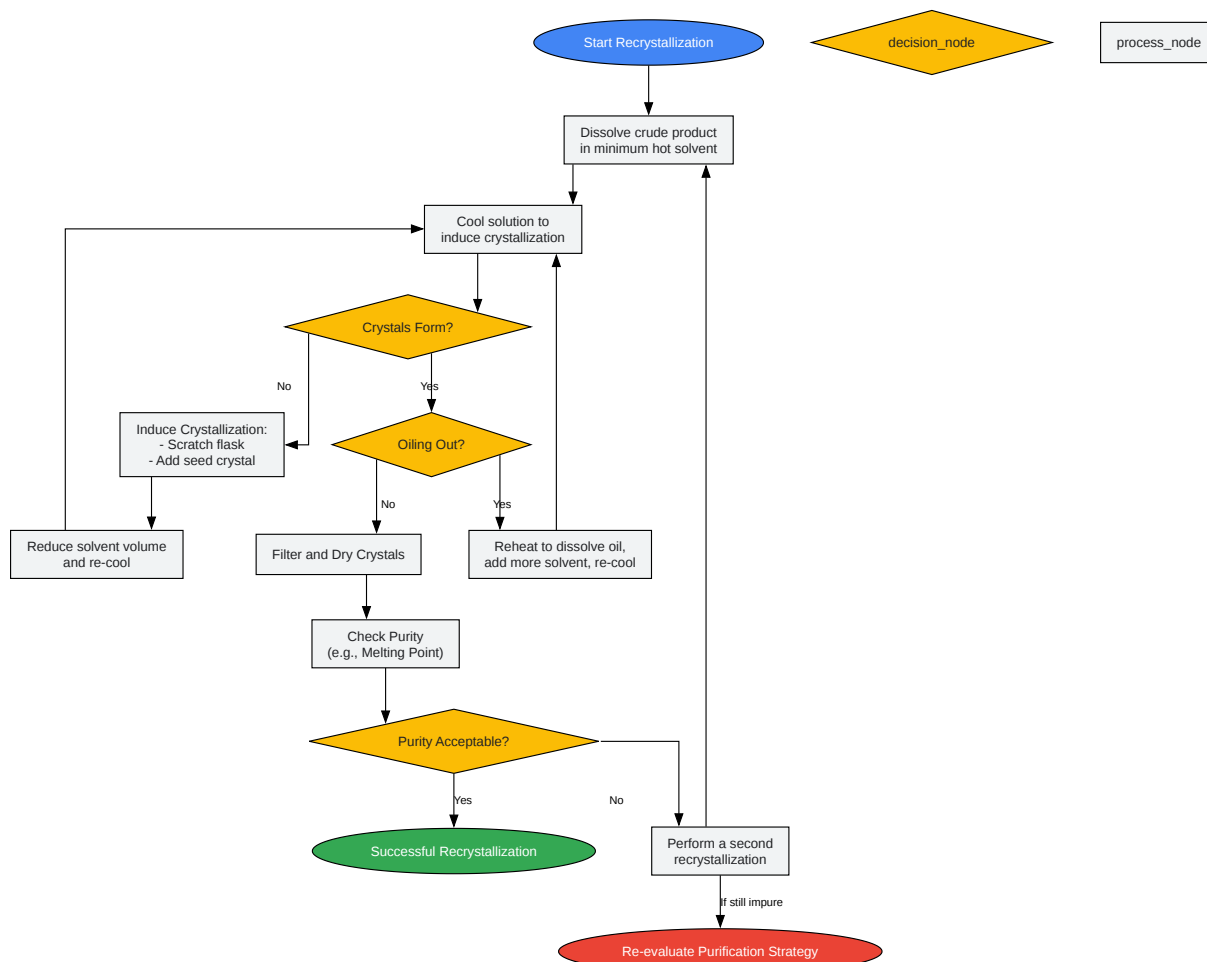 Start Recrystallization
decision_node
process_node
Dissolve crude product
in minimum hot solvent
Cool solution to
induce crystallization
Crystals Form?
No
Yes
Induce Crystallization:
- Scratch flask
- Add seed crystal
Oiling Out?
No
Yes
Reduce solvent volume
and re-cool
Filter and Dry Crystals
Reheat to dissolve oil,
add more solvent, re-cool
Check Purity
(e.g., Melting Point)
Purity Acceptable?
Yes
No
Successful Recrystallization
Perform a second
recrystallization
If still impure
Re-evaluate Purification Strategy